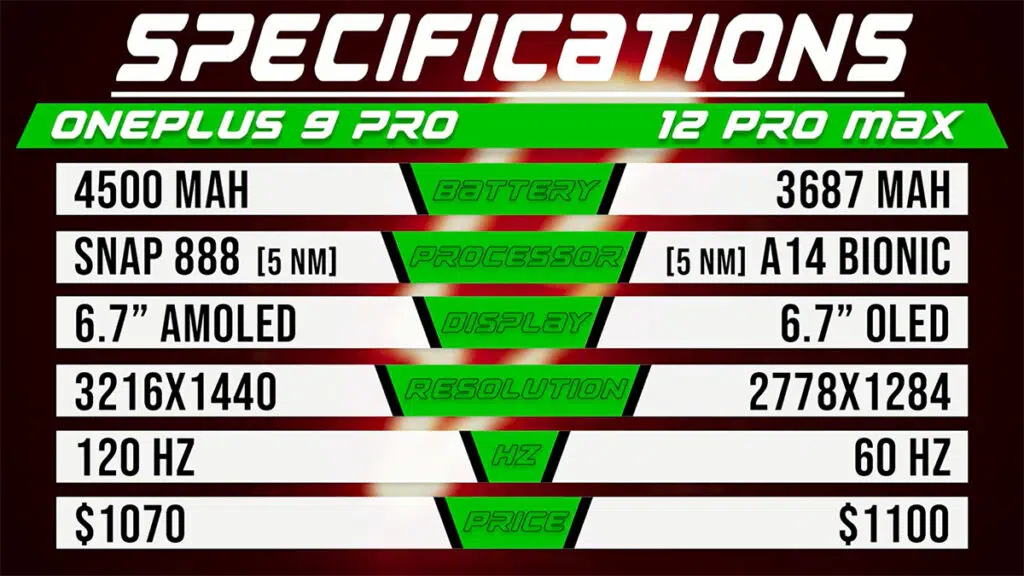 SPECIFICaTIONS
ONEPLUS 9 PRO 12 PRO MaX
4500 MAH BaTTERY 3687 MAH
SNAP 888 [5 NM] PROCESSOR [5 NM] A14 BIONIC
6.7” AMOLED DISPLaY 6.7” OLED
3216X1440 RESOLUTION 2778X1284
120 HZ HZ 60 HZ
$1070 PRICE $1100